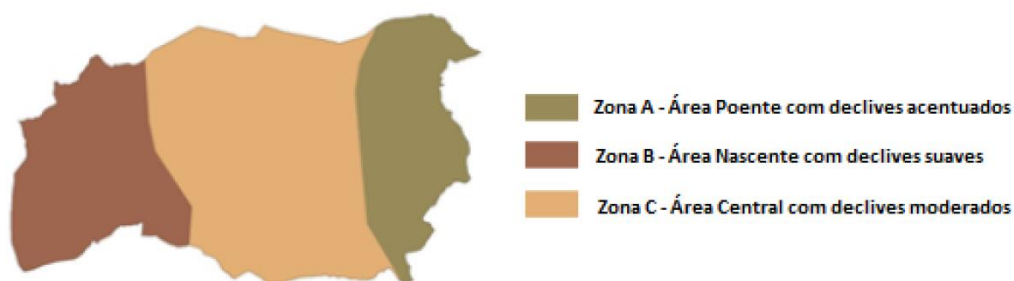 Zona A - Área Poente com declives acentuados
Zona B - Área Nascente com declives suaves
Zona C - Área Central com declives moderados